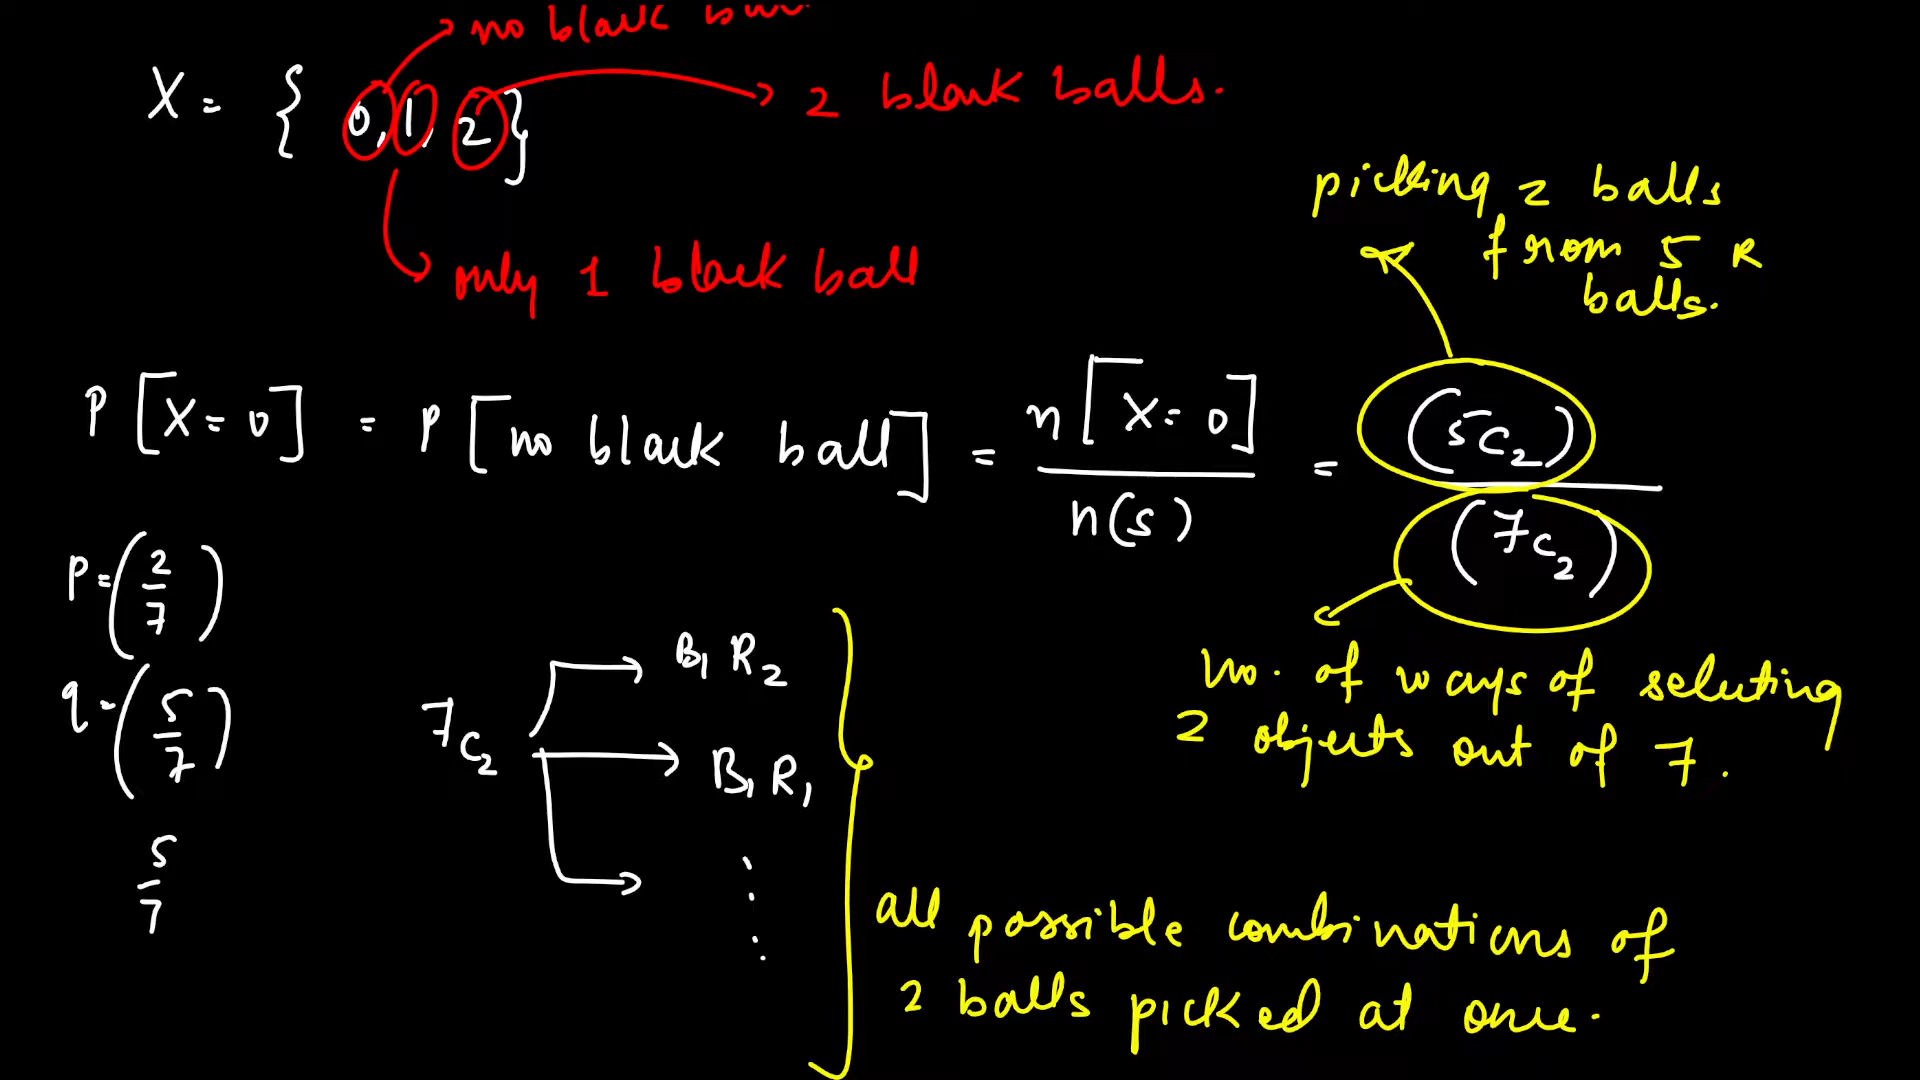 no black
X = { 0, 1, 2 } → 2 black balls.
only 1 black ball
picking 2 balls
from 5 R
balls.
P [X = 0] = P [no black ball] = n[X = 0] / n(s) = (5c₂) / (7c₂)
P = (2/7)
q = (5/7)
5/7
7c₂
B₁ R₂
B₁ R₁
no. of ways of selecting
2 objects out of 7.
all possible combinations of
2 balls picked at once.